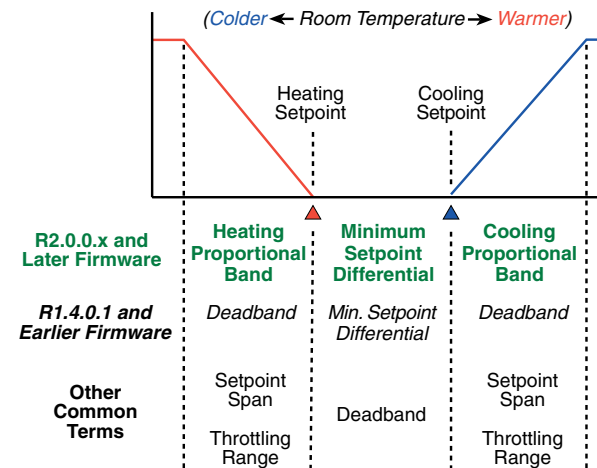 (Colder ← Room Temperature → Warmer)
Heating
Setpoint
Cooling
Setpoint
R2.0.0.x and
Later Firmware
Heating
Proportional
Band
Minimum
Setpoint
Differential
Cooling
Proportional
Band
R1.4.0.1 and
Earlier Firmware
Deadband
Min. Setpoint
Differential
Deadband
Other
Common
Terms
Setpoint
Span
Throttling
Range
Deadband
Setpoint
Span
Throttling
Range